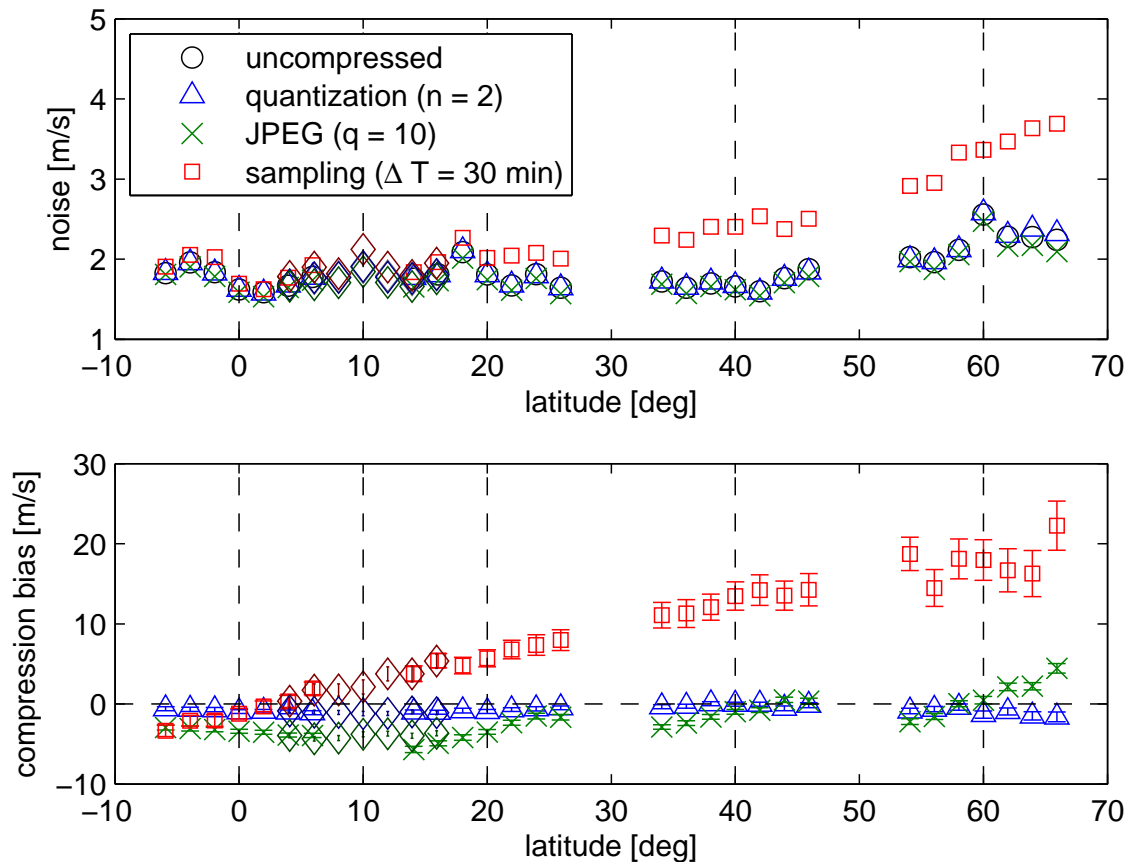 5
4
3
2
1
noise [m/s]
uncompressed
quantization (n = 2)
JPEG (q = 10)
sampling (Δ T = 30 min)
−10 0 10 20 30 40 50 60 70
latitude [deg]
30
20
10
0
−10
compression bias [m/s]
−10 0 10 20 30 40 50 60 70
latitude [deg]